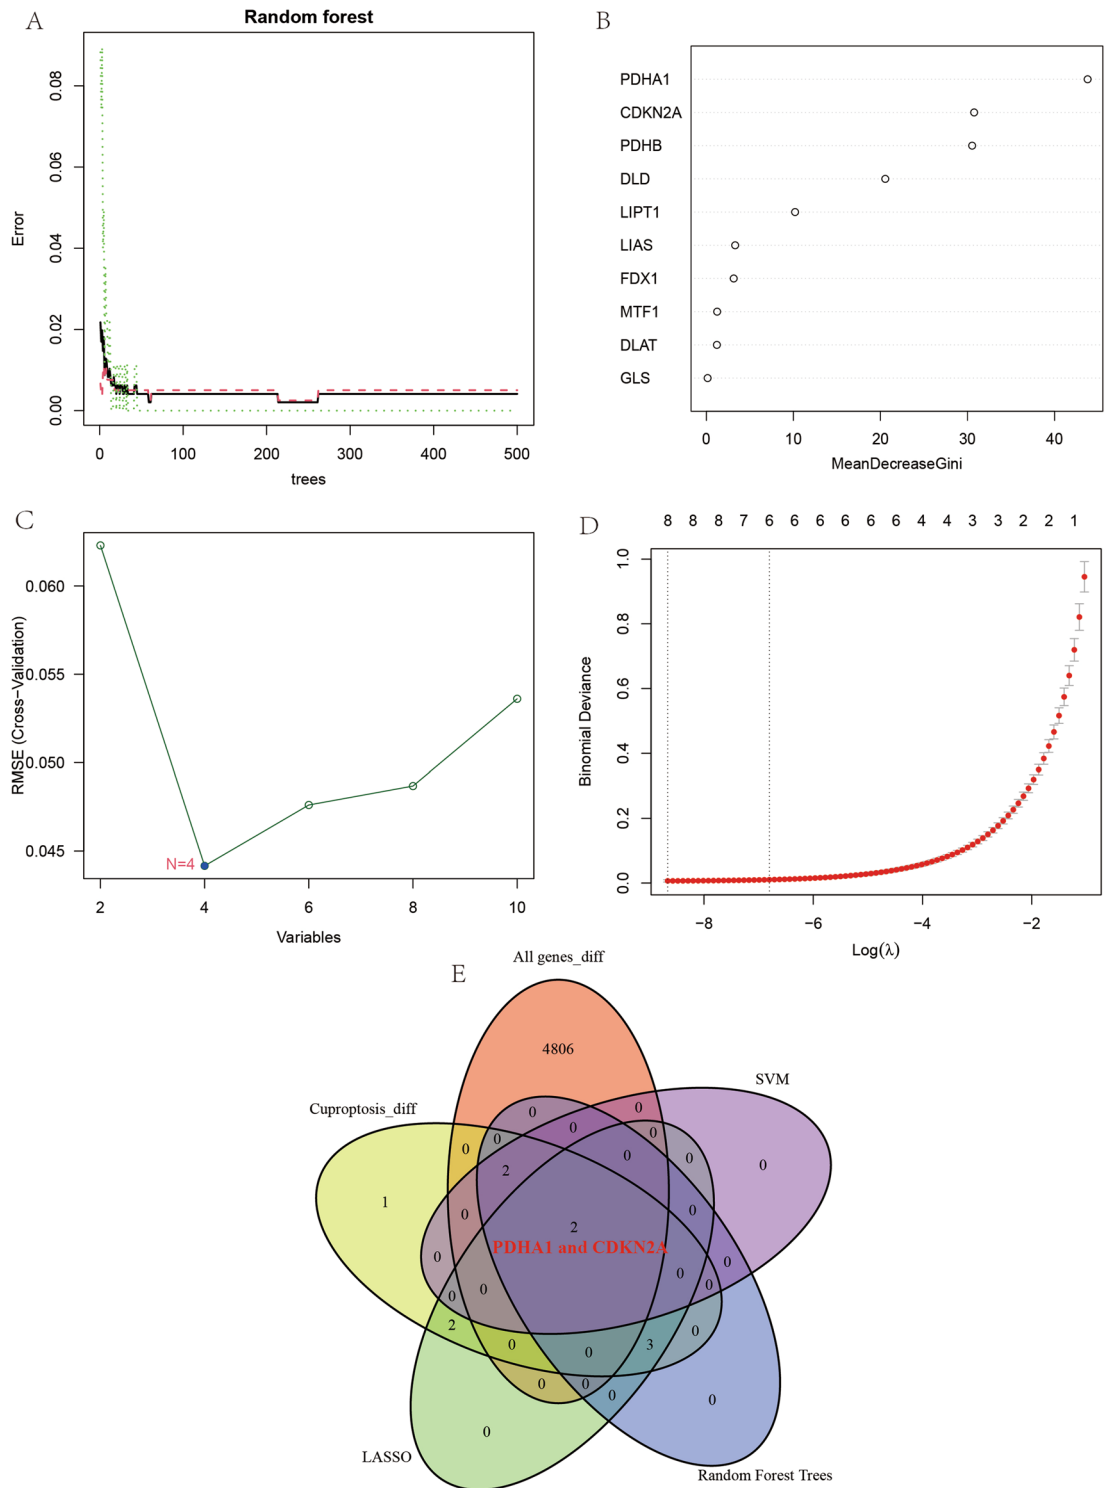 A
Random forest
Error
0.08
0.06
0.04
0.02
0.00
0 100 200 300 400 500
trees
B
PDHA1
CDKN2A
PDHB
DLD
LIPT1
LIAS
FDX1
MTF1
DLAT
GLS
0 10 20 30 40
MeanDecreaseGini
C
RMSE (Cross-Validation)
0.060
0.055
0.050
0.045
N=4
2 4 6 8 10
Variables
D
8 8 8 7 6 6 6 6 6 6 4 4 3 3 2 2 1
Binomial Deviance
1.0
0.8
0.6
0.4
0.2
0.0
−8 −6 −4 −2
Log(λ)
E
All genes_diff
4806
SVM
Cuproptosis_diff
0 0
0 0
0 0
0 0 0
2
1
0
0 0
2
PDHA1 and CDKN2A
0 0
0 0
0 0
2 0
0 3
0
0 0
0
0
0
LASSO
Random Forest Trees